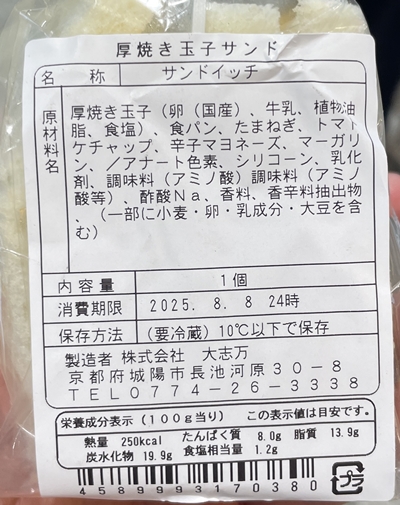 厚焼き玉子サンド
名 称 サンドイッチ
原材料名
厚焼き玉子(卵(国産)、牛乳、植物油
脂、食塩)、食パン、たまねぎ、トマト
ケチャップ、辛子マヨネーズ、マーガリ
ン、/アナート色素、シリコーン、乳化
剤、調味料(アミノ酸)調味料(アミノ
酸等)、酢酸Na、香料、香辛料抽出物
、(一部に小麦・卵・乳成分・大豆を含
む)
内容量 1個
消費期限 2025. 8. 8 24時
保存方法 (要冷蔵)10℃以下で保存
製造者 株式会社 大志万
京都府城陽市長池河原30-8
TEL0774-26-3338
栄養成分表示(100g当り) この表示値は目安です。
熱量 250kcal たんぱく質 8.0g 脂質 13.9g
炭水化物 19.9g 食塩相当量 1.2g
4589993170380
プラ